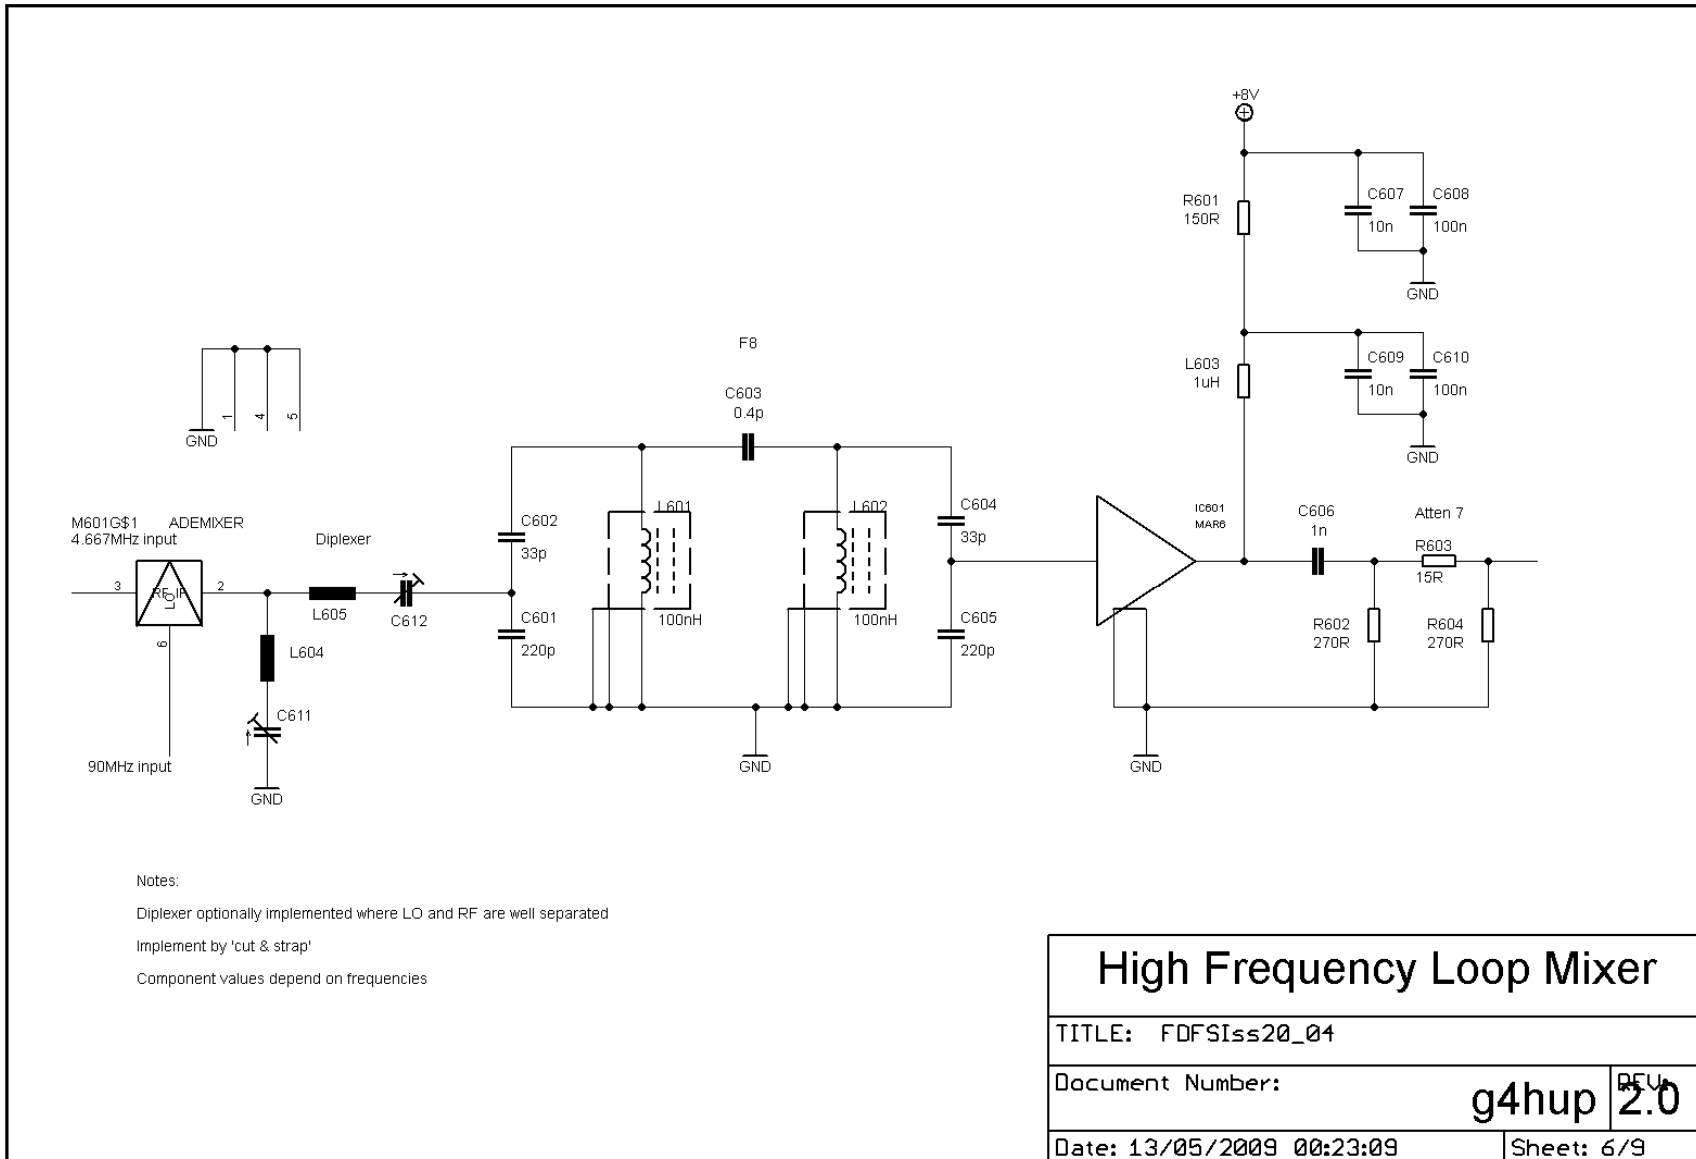 +8V
R601
150R
C607
10n
C608
100n
GND
F8
L603
1uH
C609
10n
C610
100n
GND
C603
0.4p
1
4
5
GND
M601G$1 ADEMIXER
4.667MHz input
Diplexer
3
RF IF
LO
2
6
L605
C612
L604
C611
GND
90MHz input
C602
33p
C601
220p
L601
100nH
L602
100nH
C604
33p
C605
220p
GND
IC601
MAR6
C606
1n
Atten 7
R603
15R
R602
270R
R604
270R
GND
Notes:
Diplexer optionally implemented where LO and RF are well separated
Implement by 'cut & strap'
Component values depend on frequencies
High Frequency Loop Mixer
TITLE: FDFSIss20_04
Document Number:
g4hup
REV:
2.0
Date: 13/05/2009 00:23:09
Sheet: 6/9